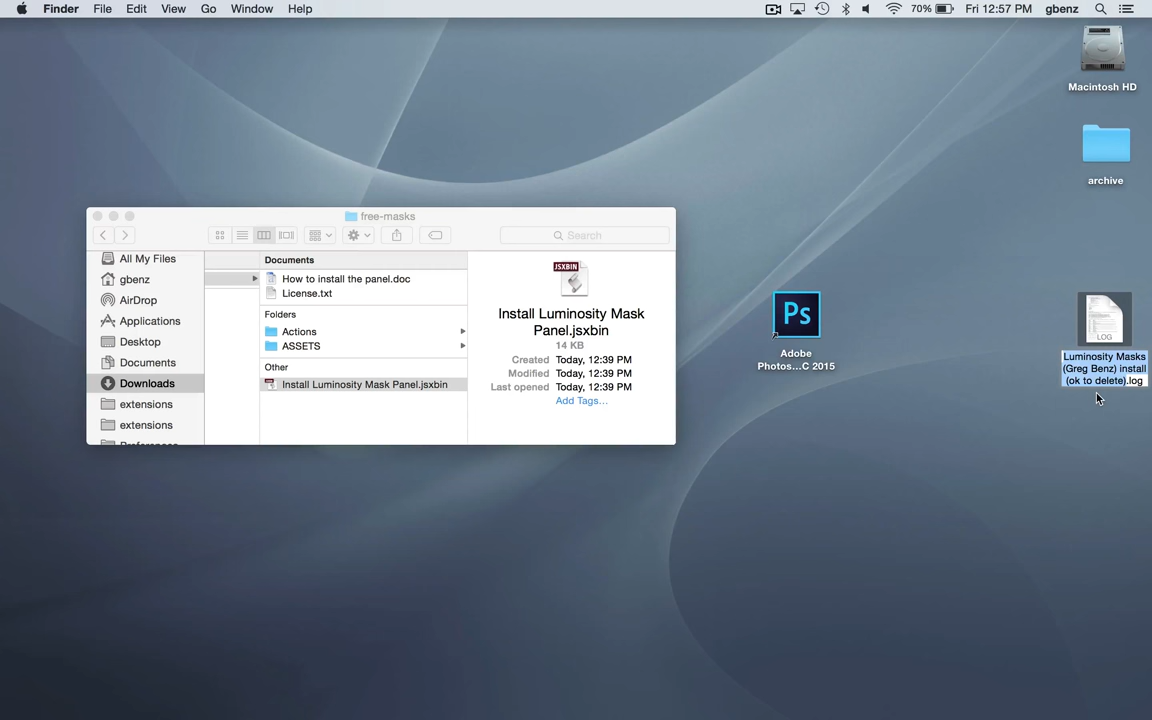 Finder File Edit View Go Window Help 70% Fri 12:57 PM gbenz
Macintosh HD
archive
free-masks
Search
All My Files
gbenz
AirDrop
Applications
Desktop
Documents
Downloads
extensions
extensions
Preferences
Documents
How to install the panel.doc
License.txt
Folders
Actions
ASSETS
Other
Install Luminosity Mask Panel.jsxbin
JSXBIN
Install Luminosity Mask
Panel.jsxbin
14 KB
Created Today, 12:39 PM
Modified Today, 12:39 PM
Last opened Today, 12:39 PM
Add Tags...
Ps
Adobe
Photos...C 2015
LOG
Luminosity Masks
(Greg Benz) install
(ok to delete).log